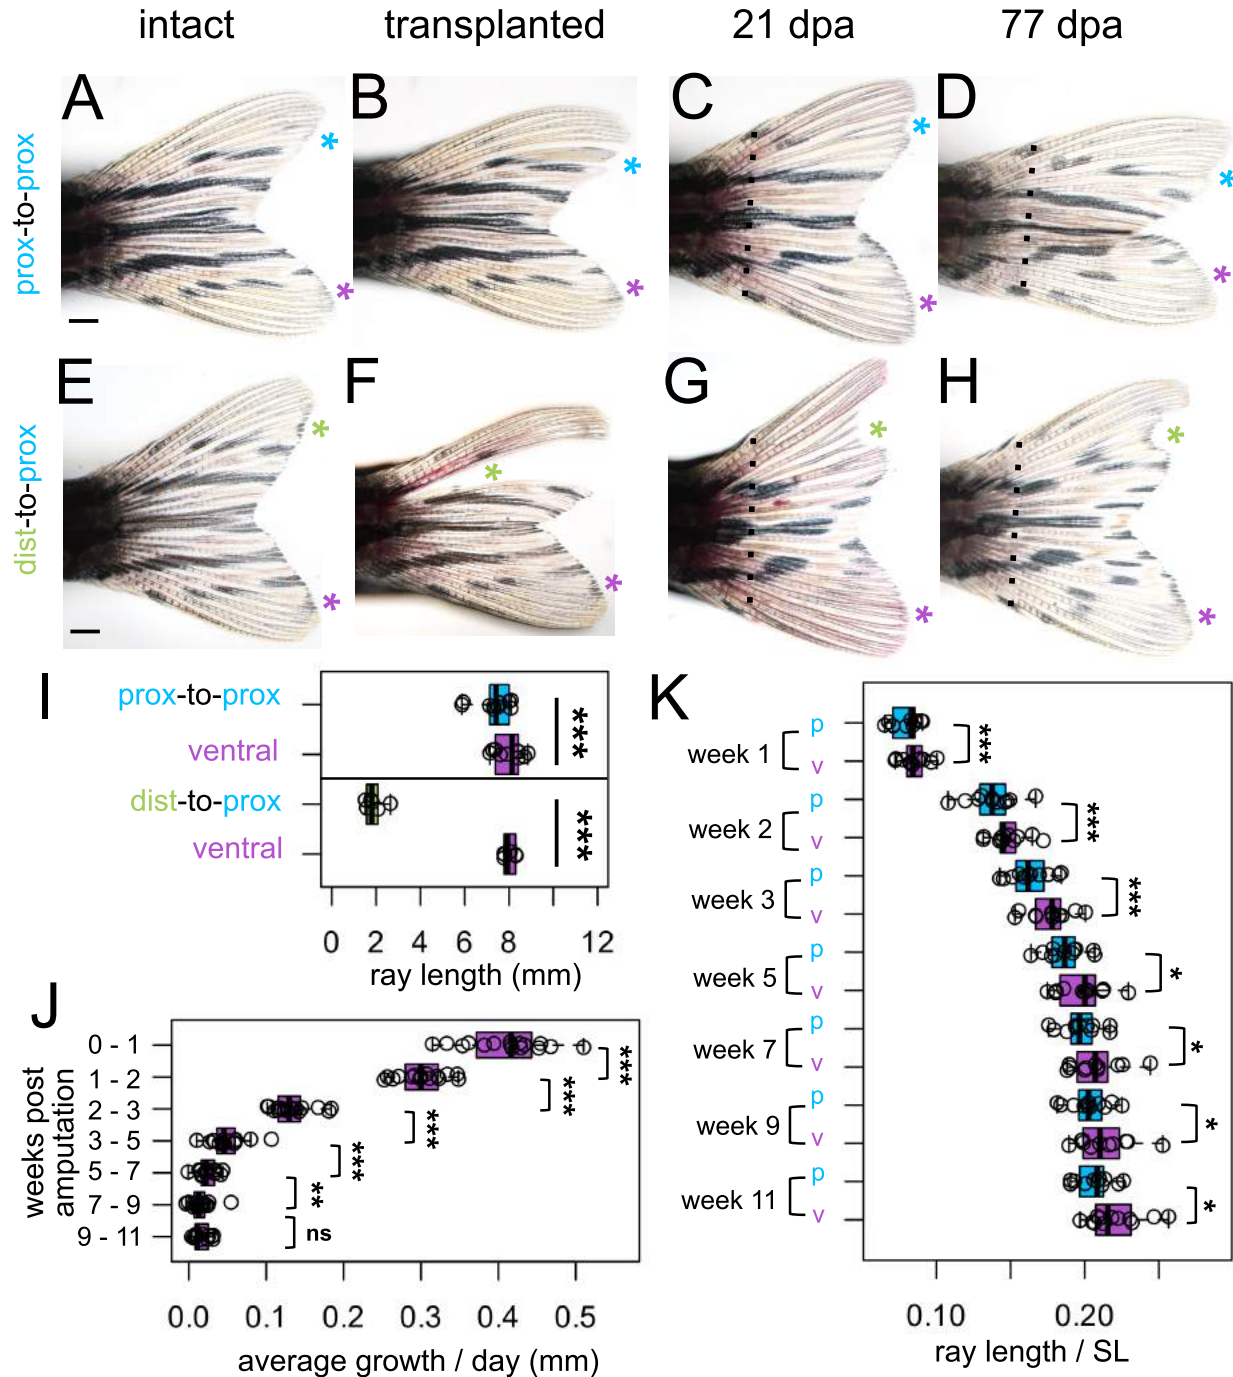 intact
transplanted
21 dpa
77 dpa
prox-to-prox
A
*
*
B
*
*
C
*
*
D
*
*
dist-to-prox
E
*
*
F
*
*
G
*
*
H
*
*
I
prox-to-prox
ventral
***
dist-to-prox
ventral
***
0 2 4 6 8 12
ray length (mm)
J
weeks post
amputation
0 - 1
***
1 - 2
***
2 - 3
***
3 - 5
***
5 - 7
**
7 - 9
ns
9 - 11
0.0 0.1 0.2 0.3 0.4 0.5
average growth / day (mm)
K
week 1
p
v
***
week 2
p
v
***
week 3
p
v
***
week 5
p
v
*
week 7
p
v
*
week 9
p
v
*
week 11
p
v
*
0.10 0.20
ray length / SL